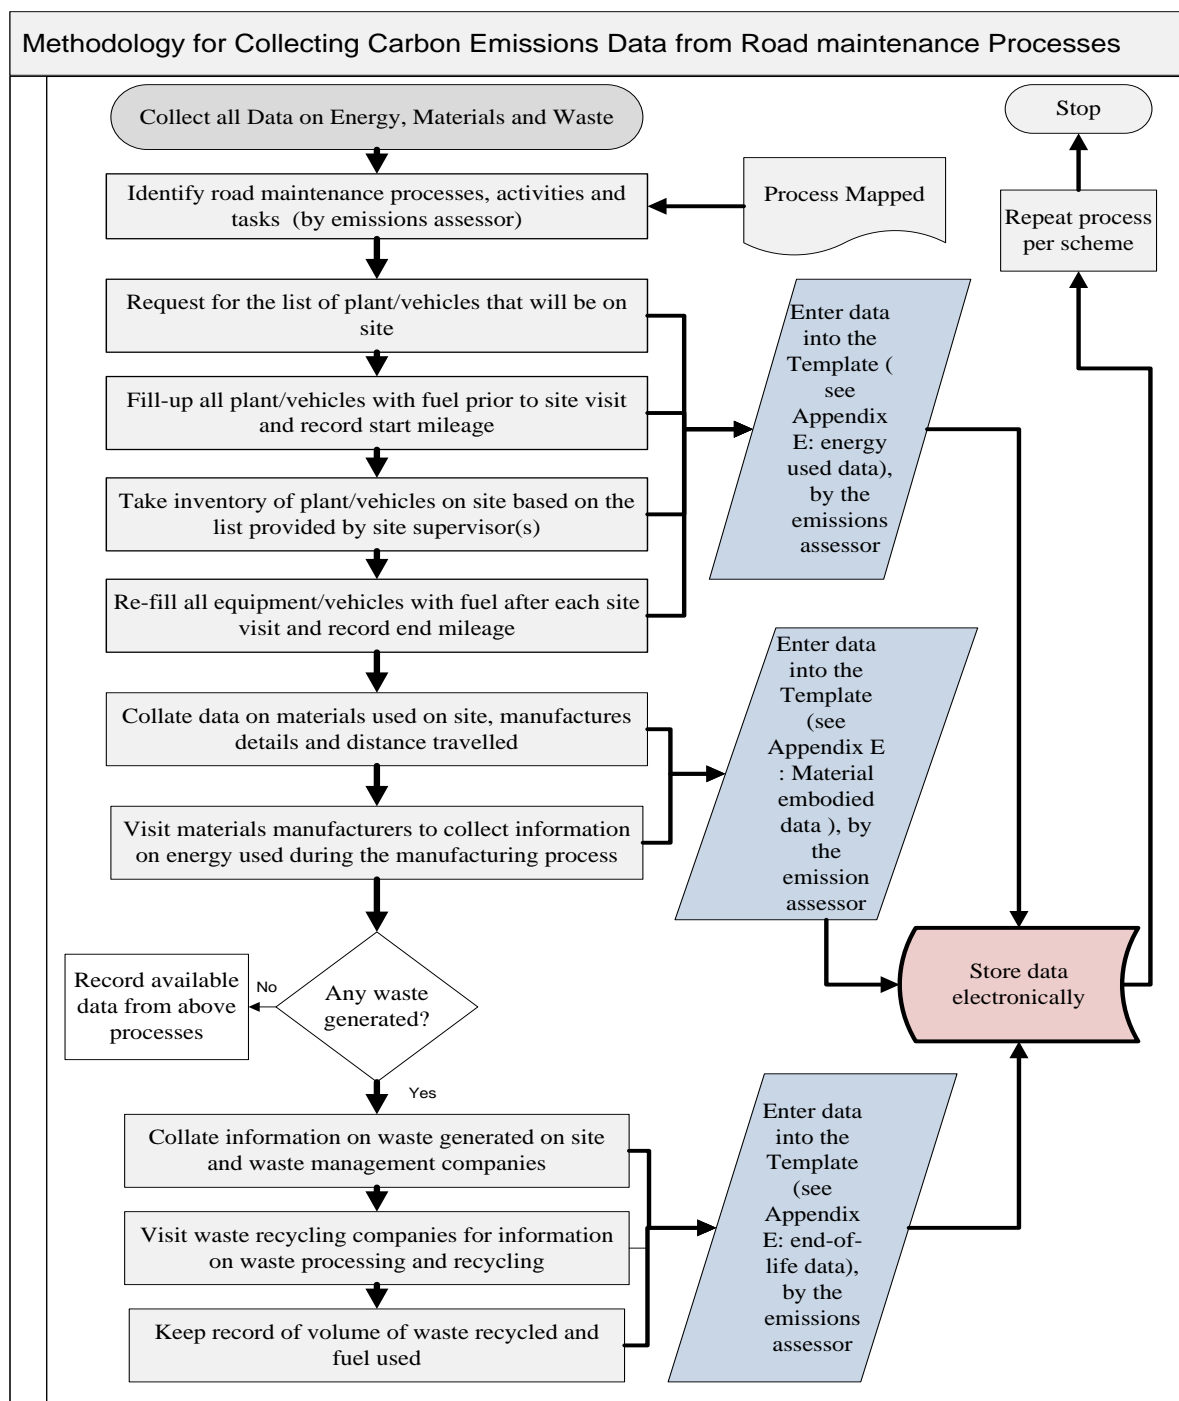 Methodology for Collecting Carbon Emissions Data from Road maintenance Processes
Collect all Data on Energy, Materials and Waste
Stop
Identify road maintenance processes, activities and
tasks (by emissions assessor)
Process Mapped
Repeat process
per scheme
Request for the list of plant/vehicles that will be on
site
Fill-up all plant/vehicles with fuel prior to site visit
and record start mileage
Take inventory of plant/vehicles on site based on the
list provided by site supervisor(s)
Re-fill all equipment/vehicles with fuel after each site
visit and record end mileage
Enter data
into the
Template (
see
Appendix
E: energy
used data),
by the
emissions
assessor
Collate data on materials used on site, manufactures
details and distance travelled
Visit materials manufacturers to collect information
on energy used during the manufacturing process
Enter data
into the
Template
(see
Appendix E
: Material
embodied
data ), by
the
emission
assessor
Any waste
generated?
No
Record available
data from above
processes
Yes
Store data
electronically
Collate information on waste generated on site
and waste management companies
Visit waste recycling companies for information
on waste processing and recycling
Keep record of volume of waste recycled and
fuel used
Enter data
into the
Template
(see
Appendix
E: end-of-
life data),
by the
emissions
assessor